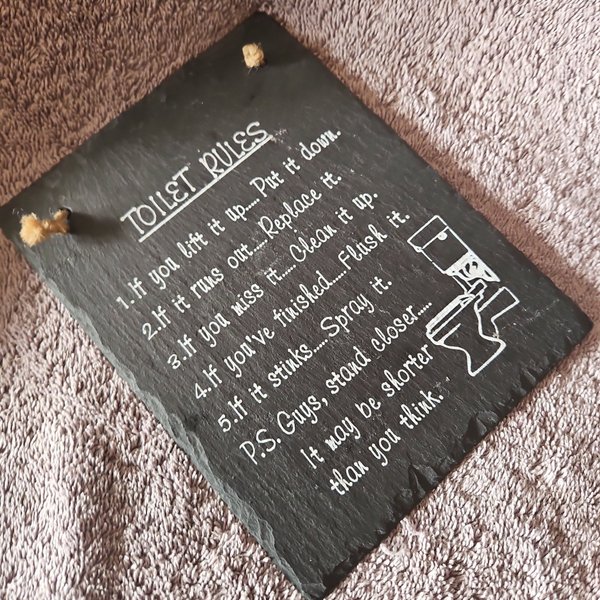 TOILET RULES
1.If you lift it up.... Put it down.
2.If it runs out....Replace it.
3.If you miss it.... Clean it up.
4.If you've finished....Flush it.
5.If it stinks.... Spray it.
P.S. Guys, stand closer.....
It may be shorter
than you think.